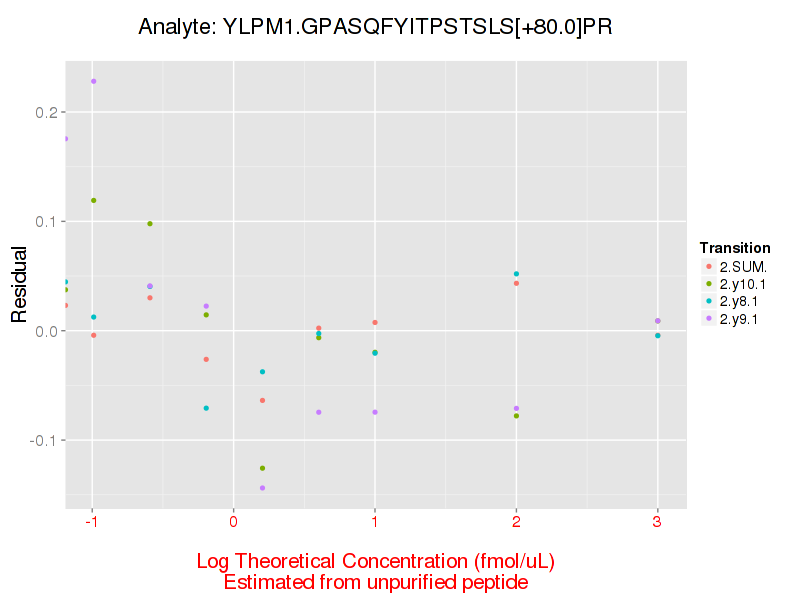 Analyte: YLPM1.GPASQFYITPSTSLS[+80.0]PR
Residual
0.2
0.1
0.0
-0.1
-1
0
1
2
3
Log Theoretical Concentration (fmol/uL)
Estimated from unpurified peptide
Transition
2.SUM.
2.y10.1
2.y8.1
2.y9.1